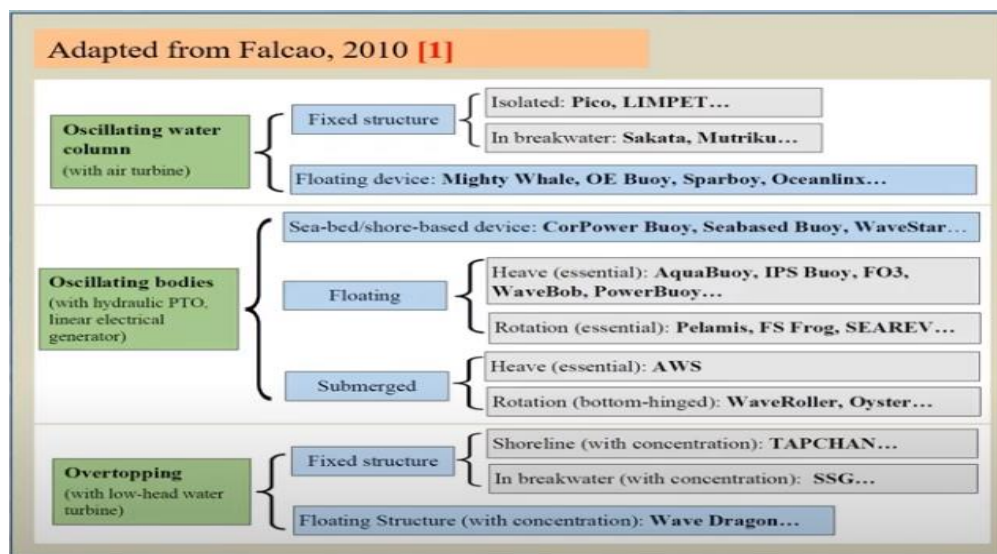 Adapted from Falcao, 2010 [1]
Oscillating water
column
(with air turbine)
Fixed structure
Isolated: Pico, LIMPET…
In breakwater: Sakata, Mutriku…
Floating device: Mighty Whale, OE Buoy, Sparboy, Oceanlinx…
Oscillating bodies
(with hydraulic PTO,
linear electrical
generator)
Sea-bed/shore-based device: CorPower Buoy, Seabased Buoy, WaveStar…
Floating
Heave (essential): AquaBuoy, IPS Buoy, FO3,
WaveBob, PowerBuoy…
Rotation (essential): Pelamis, FS Frog, SEAREV…
Submerged
Heave (essential): AWS
Rotation (bottom-hinged): WaveRoller, Oyster…
Overtopping
(with low-head water
turbine)
Fixed structure
Shoreline (with concentration): TAPCHAN…
In breakwater (with concentration): SSG…
Floating Structure (with concentration): Wave Dragon…